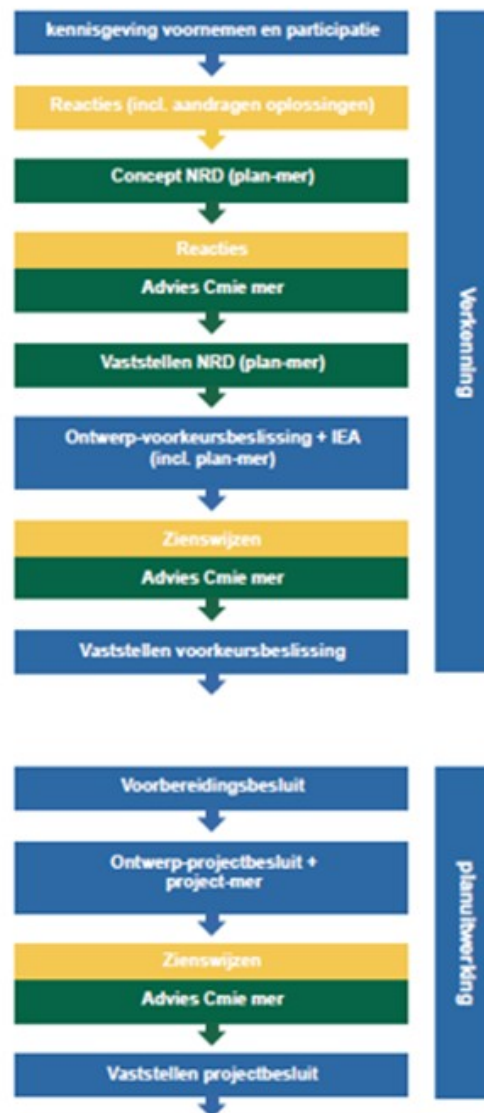 kennisgeving voornemen en participatie
Reacties (incl. aandragen oplossingen)
Concept NRD (plan-mer)
Reacties
Advies Cmie mer
Vaststellen NRD (plan-mer)
Ontwerp-voorkeursbeslissing + IEA
(incl. plan-mer)
Zienswijzen
Advies Cmie mer
Vaststellen voorkeursbeslissing
Verkenning
Voorbereidingsbesluit
Ontwerp-projectbesluit +
project-mer
Zienswijzen
Advies Cmie mer
Vaststellen projectbesluit
planuitwerking